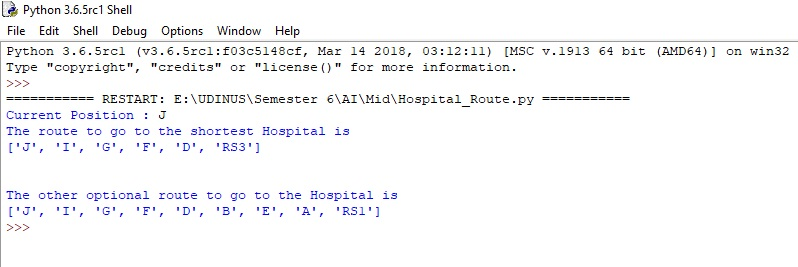 Python 3.6.5rc1 Shell
File Edit Shell Debug Options Window Help
Python 3.6.5rc1 (v3.6.5rc1:f03c5148cf, Mar 14 2018, 03:12:11) [MSC v.1913 64 bit (AMD64)] on win32
Type "copyright", "credits" or "license()" for more information.
>>>
=========== RESTART: E:\UDINUS\Semester 6\AI\Mid\Hospital_Route.py ===========
Current Position : J
The route to go to the shortest Hospital is
['J', 'I', 'G', 'F', 'D', 'RS3']
The other optional route to go to the Hospital is
['J', 'I', 'G', 'F', 'D', 'B', 'E', 'A', 'RS1']
>>>